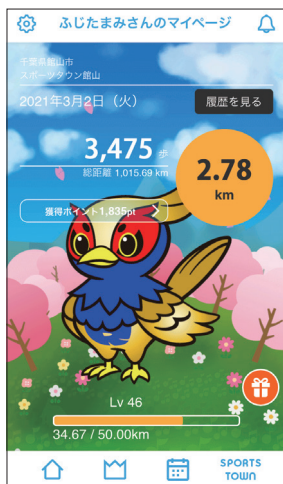 ふじたまみさんのマイページ
千葉県館山市
スポーツタウン館山
2021年3月2日（火）
履歴を見る
3,475 歩
総距離 1,015.69 km
2.78
km
獲得ポイント1,835pt
Lv 46
34.67 / 50.00km
SPORTS
TOWN